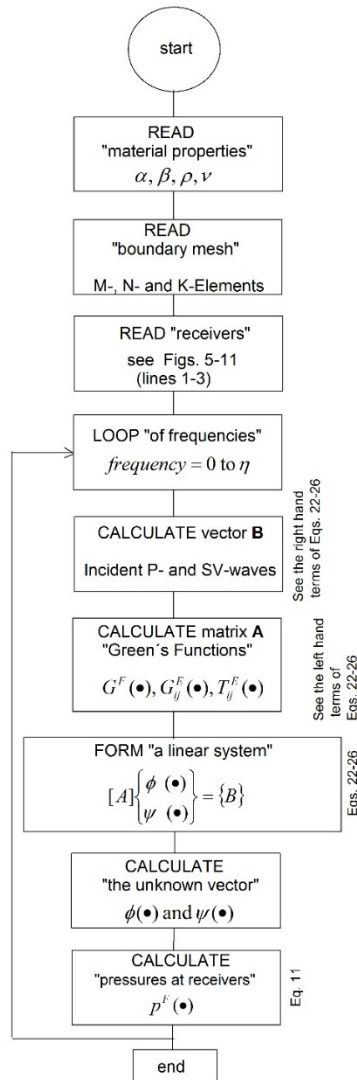 start
READ
"material properties"
α, β, ρ, ν
READ
"boundary mesh"
M-, N- and K-Elements
READ "receivers"
see Figs. 5-11
(lines 1-3)
LOOP "of frequencies"
frequency = 0 to η
CALCULATE vector B
Incident P- and SV-waves
See the right hand
terms of Eqs. 22-26
CALCULATE matrix A
"Green´s Functions"
G^F (•), G_ij^E (•), T_ij^E (•)
See the left hand
terms of
Eqs. 22-26
FORM "a linear system"
[A]{ϕ (•) ψ (•)} = {B}
Eqs. 22-26
CALCULATE
"the unknown vector"
ϕ(•) and ψ(•)
CALCULATE
"pressures at receivers"
p^F (•)
Eq. 11
end